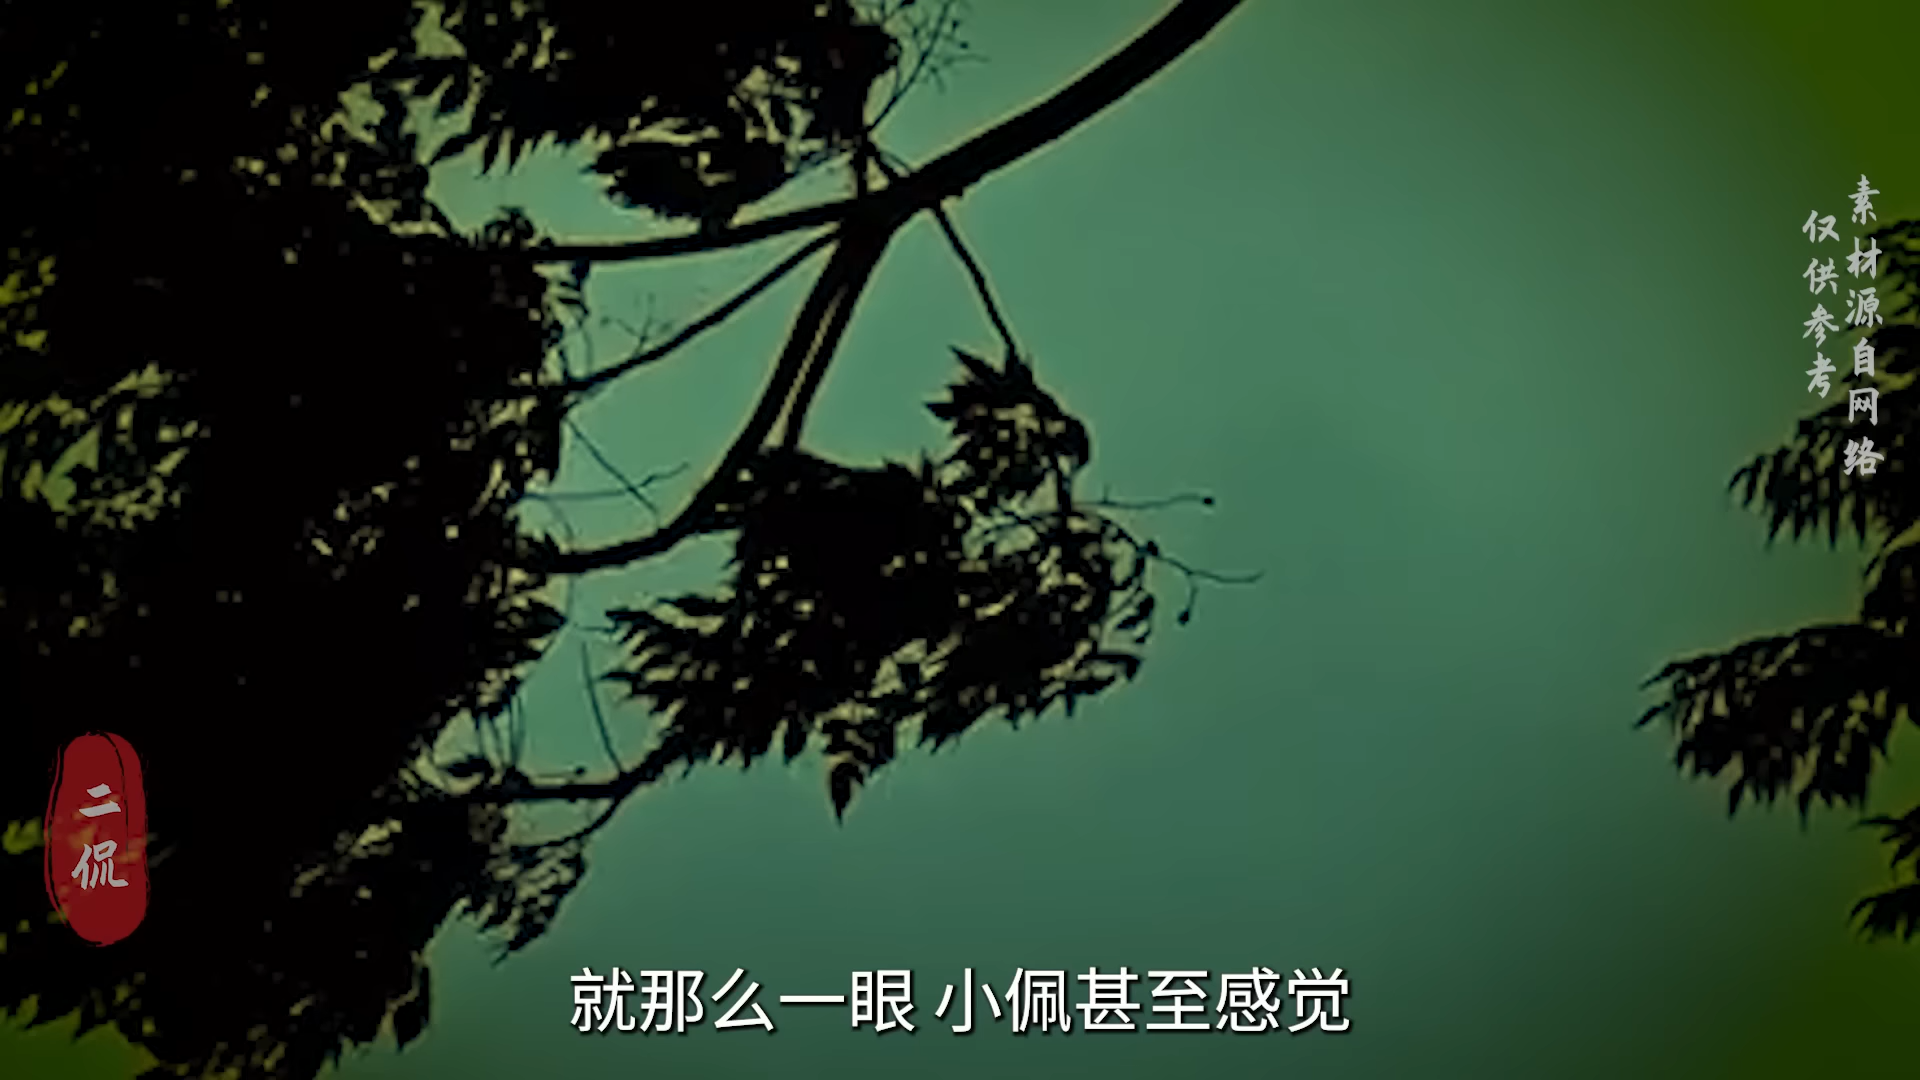 素材源自网络
仅供参考
二侃
就那么一眼 小佩甚至感觉